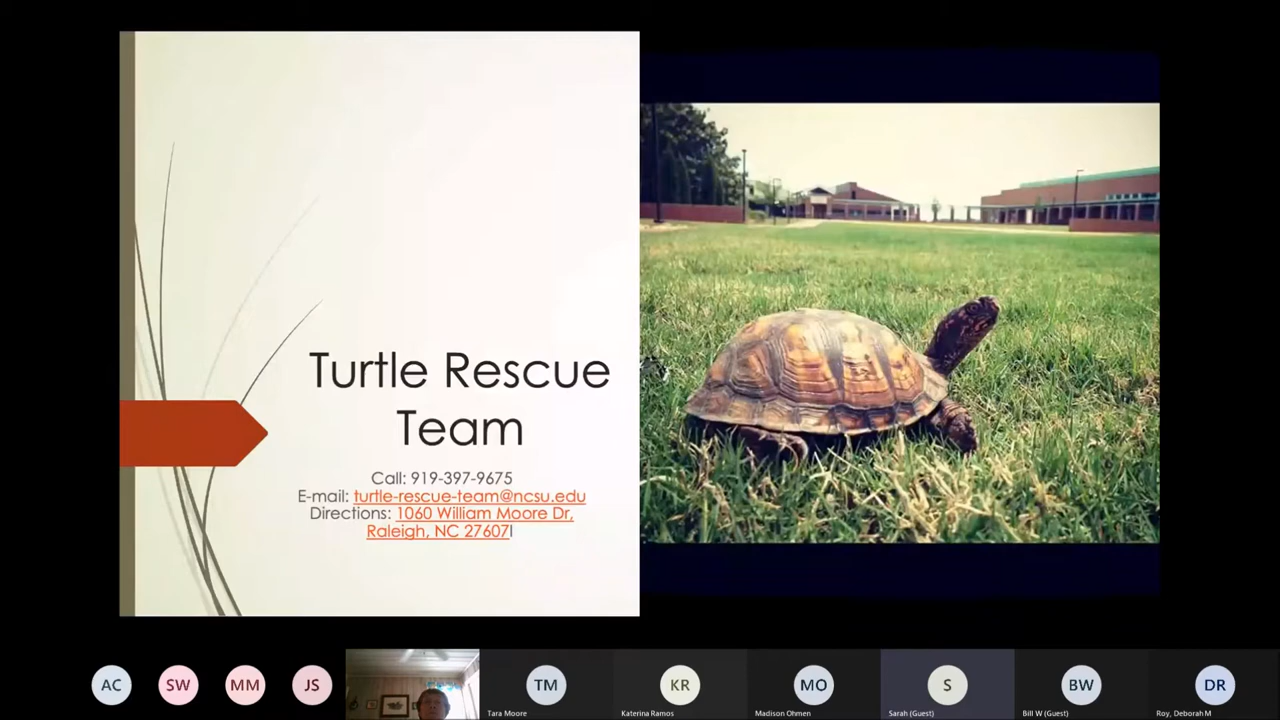 Turtle Rescue
Team
Call: 919-397-9675
E-mail: turtle-rescue-team@ncsu.edu
Directions: 1060 William Moore Dr,
Raleigh, NC 27607
AC
SW
MM
JS
TM
Tara Moore
KR
Katerina Ramos
MO
Madison Ohmen
S
Sarah (Guest)
BW
Bill W (Guest)
DR
Roy, Deborah M